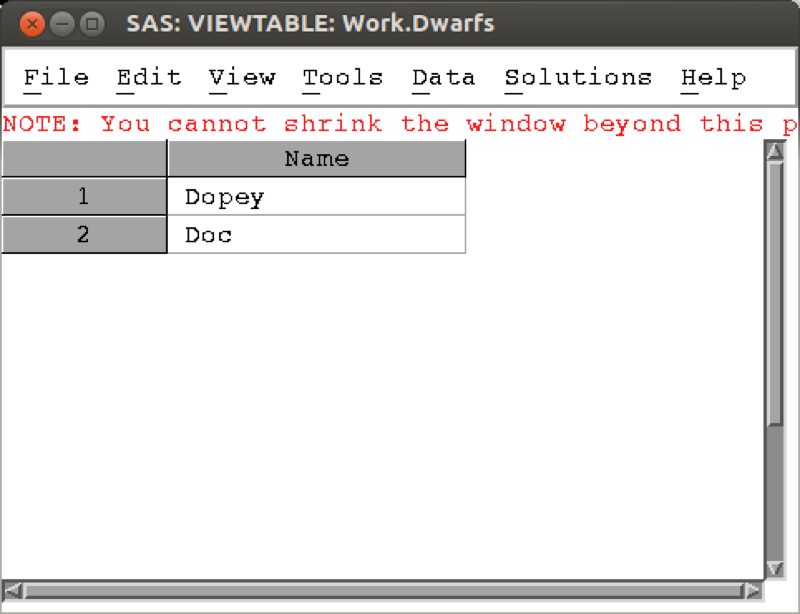 SAS: VIEWTABLE: Work.Dwarfs
File Edit View Tools Data Solutions Help
NOTE: You cannot shrink the window beyond this p
Name
1 Dopey
2 Doc